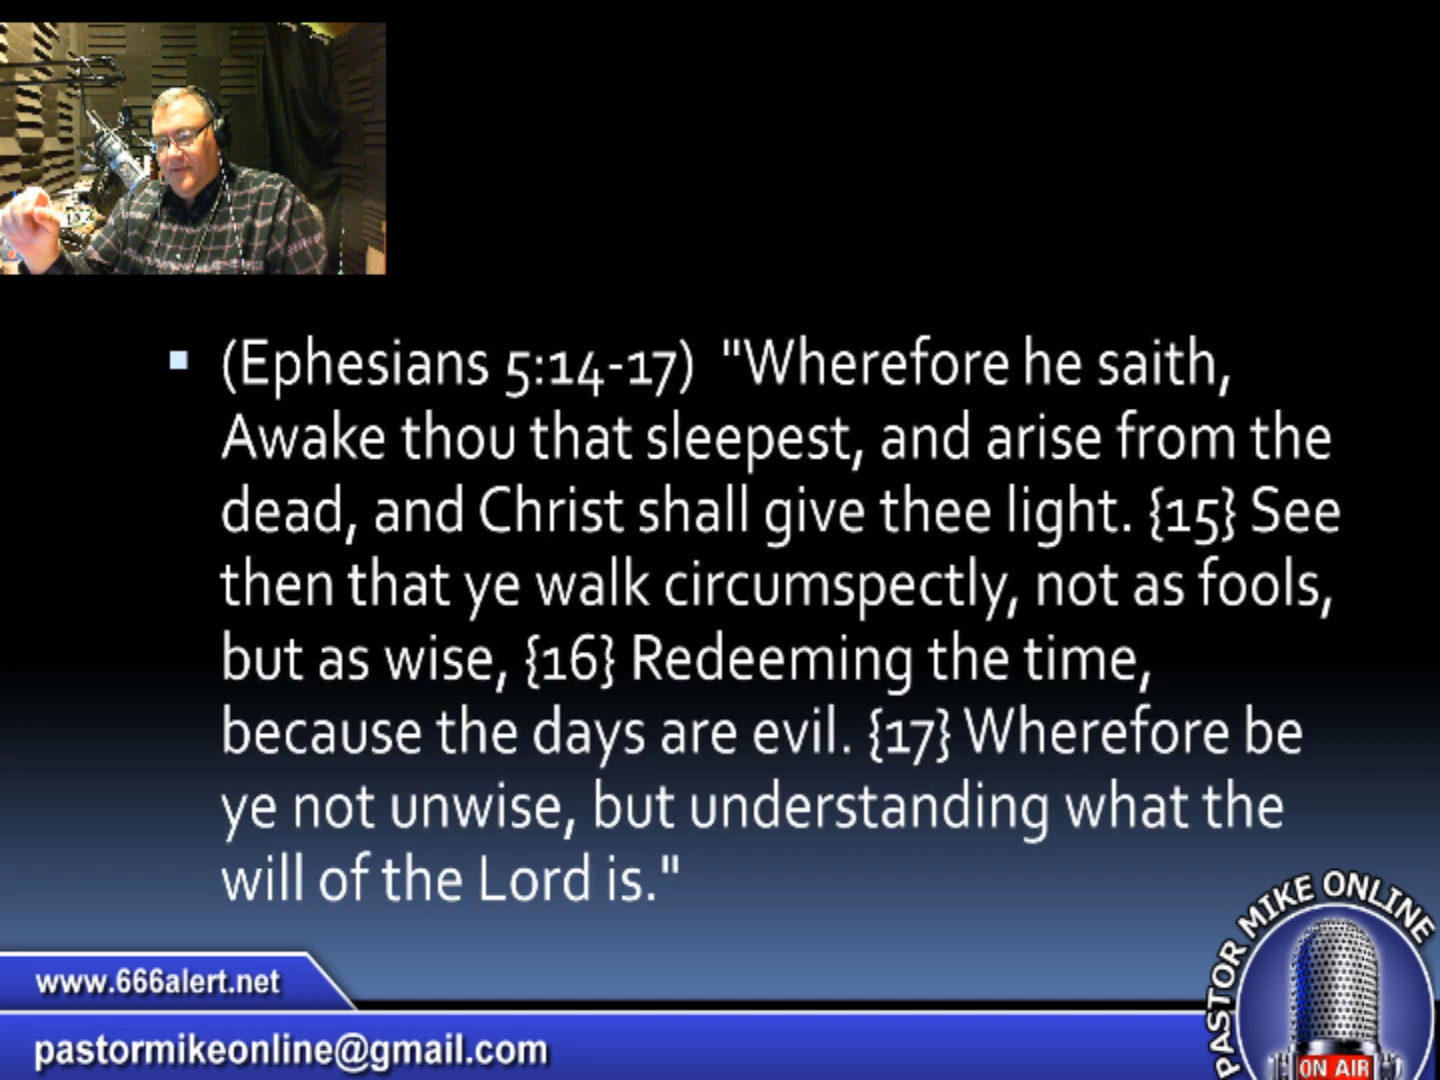 (Ephesians 5:14-17) "Wherefore he saith,
Awake thou that sleepest, and arise from the
dead, and Christ shall give thee light. {15} See
then that ye walk circumspectly, not as fools,
but as wise, {16} Redeeming the time,
because the days are evil. {17} Wherefore be
ye not unwise, but understanding what the
will of the Lord is."
www.666alert.net
pastormikeonline@gmail.com
PASTOR MIKE ONLINE
ON AIR